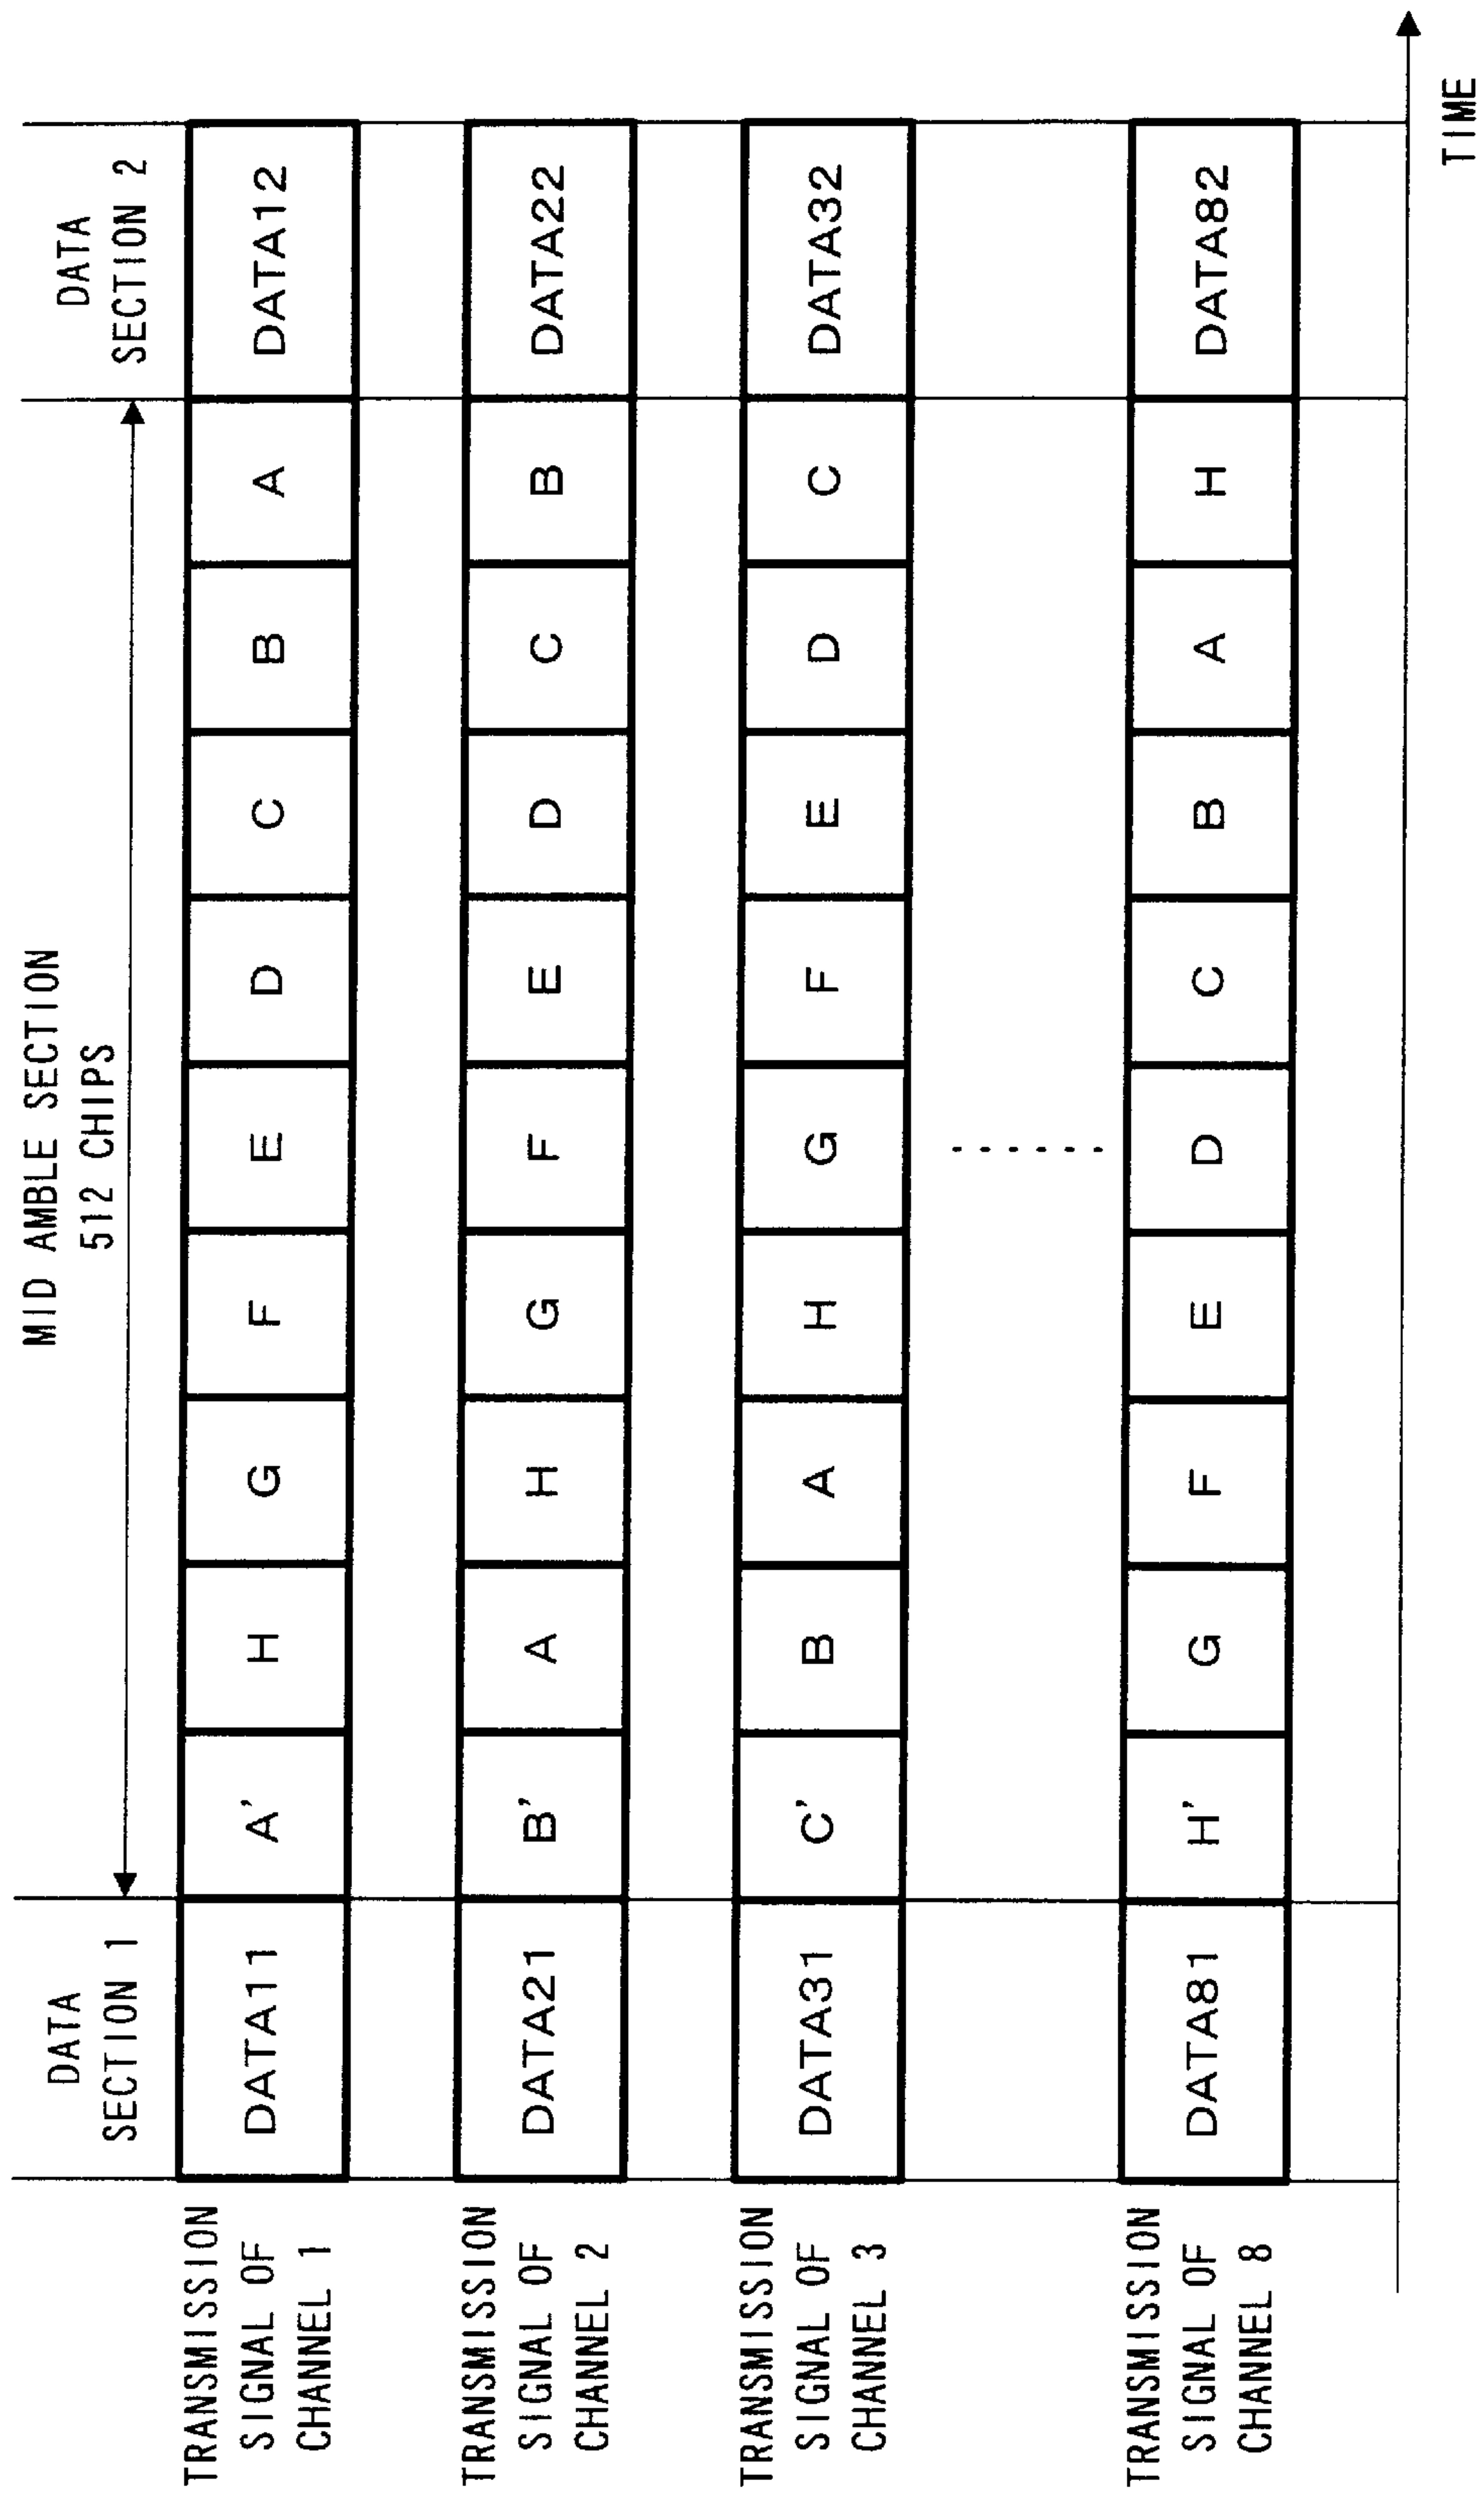 DATA
SECTION 1
MID AMBLE SECTION
512 CHIPS
DATA
SECTION 2
TRANSMISSION
SIGNAL OF
CHANNEL 1
DATA11 A' H G F E D C B A DATA12
TRANSMISSION
SIGNAL OF
CHANNEL 2
DATA21 B' A H G F E D C B DATA22
TRANSMISSION
SIGNAL OF
CHANNEL 3
DATA31 C' B A H G F E D C DATA32
TRANSMISSION
SIGNAL OF
CHANNEL 8
DATA81 H' G F E D C B A H DATA82
TIME